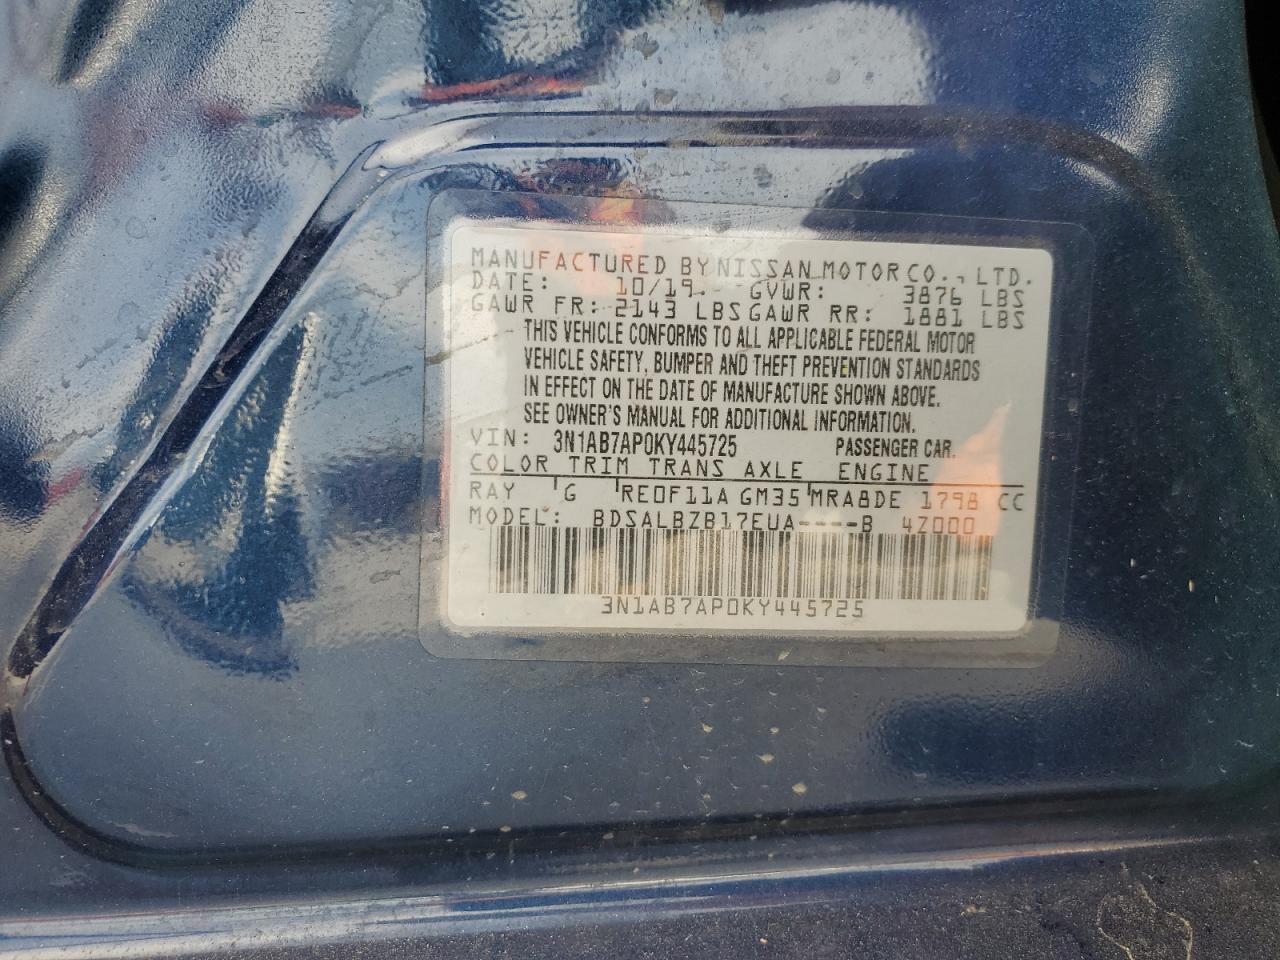 MANUFACTURED BY NISSAN MOTOR CO., LTD.
DATE: 10/19 GVWR: 3876 LBS
GAWR FR: 2143 LBS GAWR RR: 1881 LBS
THIS VEHICLE CONFORMS TO ALL APPLICABLE FEDERAL MOTOR
VEHICLE SAFETY, BUMPER AND THEFT PREVENTION STANDARDS
IN EFFECT ON THE DATE OF MANUFACTURE SHOWN ABOVE.
SEE OWNER'S MANUAL FOR ADDITIONAL INFORMATION.
VIN: 3N1AB7AP0KY445725 PASSENGER CAR.
COLOR TRIM TRANS AXLE ENGINE
RAY G RE0F11A GM35 MRA8DE 1798 CC
MODEL: BDSALBZB17EUA----B 4Z000
3N1AB7AP0KY445725